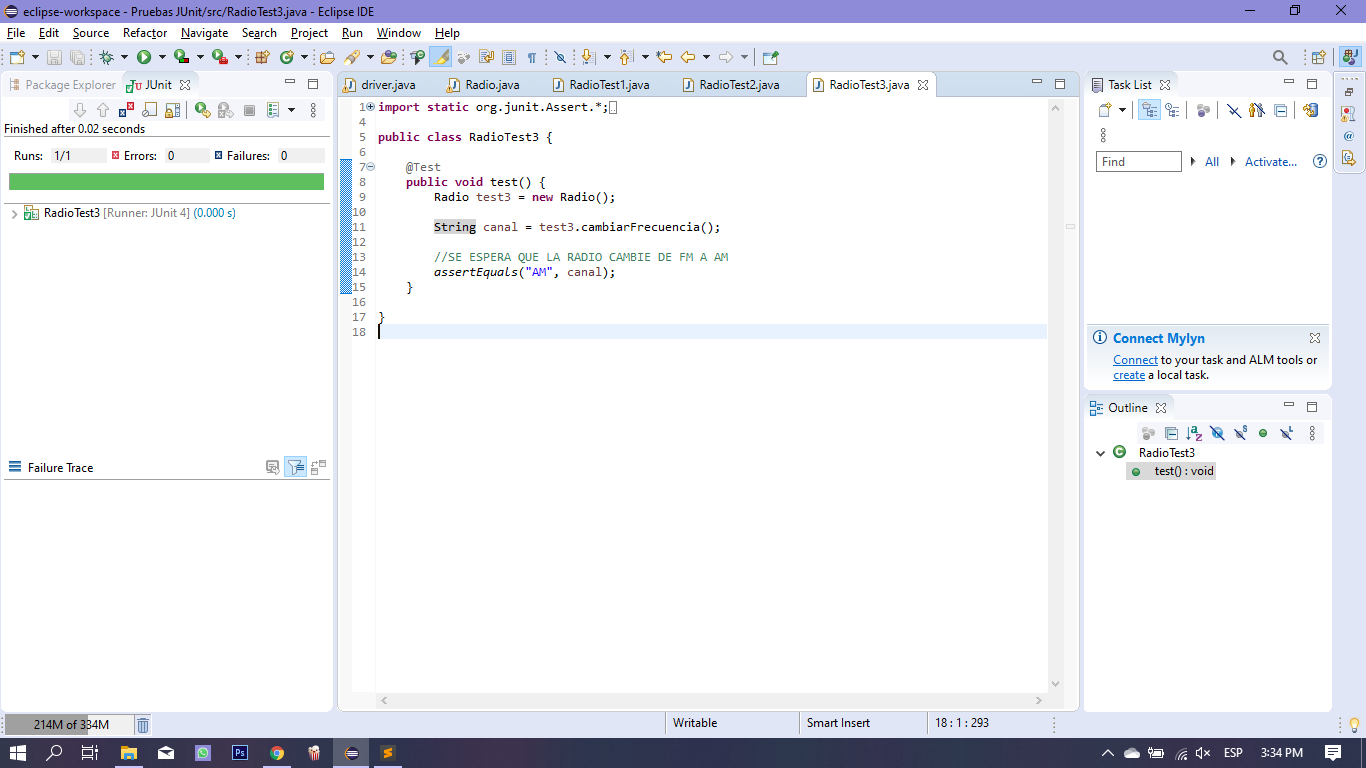 eclipse-workspace - Pruebas JUnit/src/RadioTest3.java - Eclipse IDE
File Edit Source Refactor Navigate Search Project Run Window Help
Package Explorer JUnit
Finished after 0.02 seconds
Runs: 1/1 Errors: 0 Failures: 0
RadioTest3 [Runner: JUnit 4] (0.000 s)
Failure Trace
driver.java Radio.java RadioTest1.java RadioTest2.java RadioTest3.java
1 import static org.junit.Assert.*;
4
5 public class RadioTest3 {
6
7 @Test
8 public void test() {
9 Radio test3 = new Radio();
10
11 String canal = test3.cambiarFrecuencia();
12
13 //SE ESPERA QUE LA RADIO CAMBIE DE FM A AM
14 assertEquals("AM", canal);
15 }
16
17 }
18
Task List
Find All Activate...
Connect Mylyn
Connect to your task and ALM tools or
create a local task.
Outline
RadioTest3
test() : void
214M of 334M
Writable Smart Insert 18 : 1 : 293
Ps ESP 3:34 PM